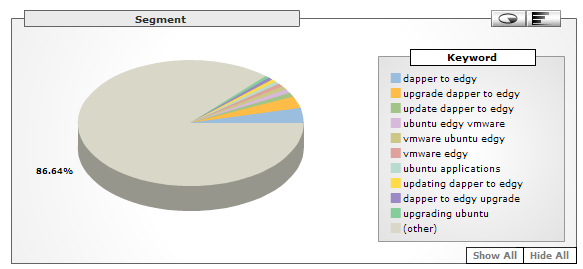 Segment
Keyword
dapper to edgy
upgrade dapper to edgy
update dapper to edgy
ubuntu edgy vmware
vmware ubuntu edgy
vmware edgy
ubuntu applications
updating dapper to edgy
dapper to edgy upgrade
upgrading ubuntu
(other)
86.64%
Show All Hide All